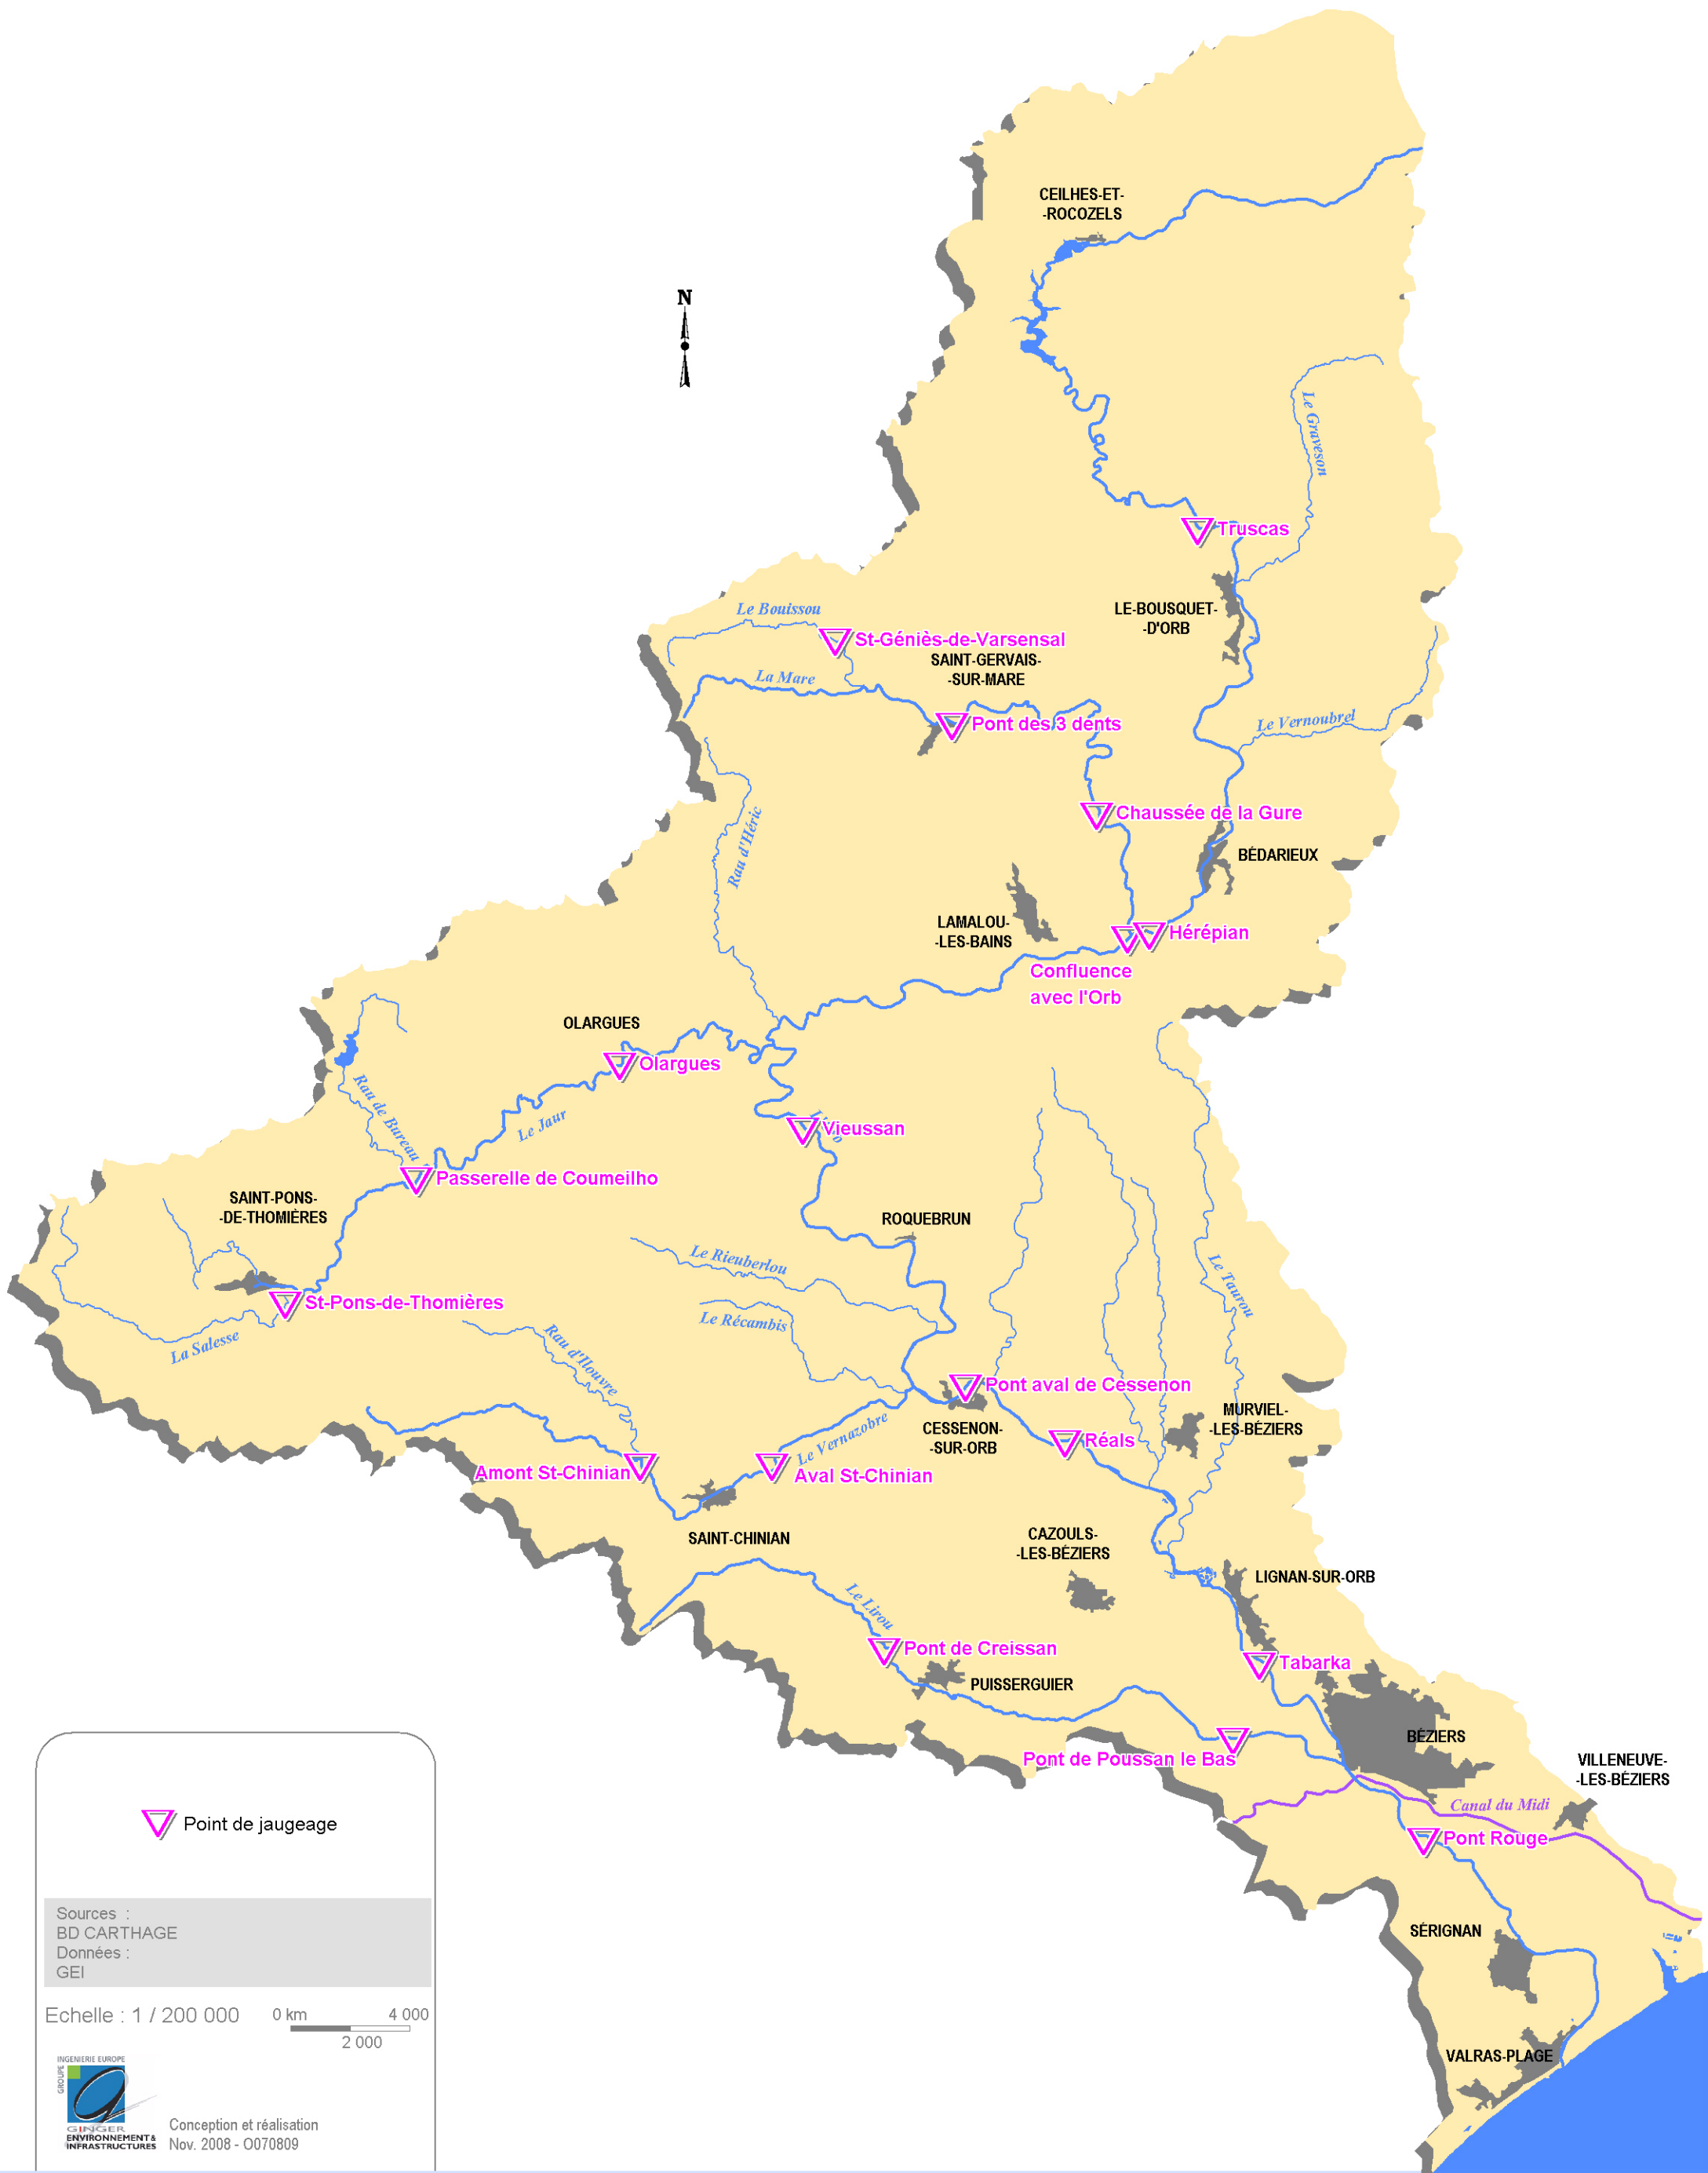 CEILHES-ET-
-ROCOZELS
N
Le Graveson
Truscas
Le Bouissou
LE-BOUSQUET-
-D'ORB
St-Géniès-de-Varsensal
SAINT-GERVAIS-
-SUR-MARE
La Mare
Le Vernoubrel
Pont des 3 dents
Chaussée de la Gure
Rau d'Héric
BÉDARIEUX
LAMALOU-
-LES-BAINS
Hérépian
Confluence
avec l'Orb
OLARGUES
Olargues
Rau de Bureau
Le Jaur
Vieussan
Passerelle de Coumeilho
SAINT-PONS-
-DE-THOMIÈRES
ROQUEBRUN
Le Rieuberlou
Le Taurou
St-Pons-de-Thomières
Le Récambis
La Salesse
Rau d'Ilouvre
Pont aval de Cessenon
MURVIEL-
-LES-BÉZIERS
CESSENON-
-SUR-ORB
Le Vernazobre
Réals
Amont St-Chinian
Aval St-Chinian
SAINT-CHINIAN
CAZOULS-
-LES-BÉZIERS
LIGNAN-SUR-ORB
Le Lirou
Pont de Creissan
Tabarka
PUISSERGUIER
BÉZIERS
Pont de Poussan le Bas
VILLENEUVE-
-LES-BÉZIERS
Canal du Midi
Point de jaugeage
Pont Rouge
Sources :
BD CARTHAGE
Données :
GEI
SÉRIGNAN
Echelle : 1 / 200 000
0 km 4 000
2 000
VALRAS-PLAGE
INGENIERIE EUROPE
GROUPE
GINGER
ENVIRONNEMENT&
INFRASTRUCTURES
Conception et réalisation
Nov. 2008 - O070809